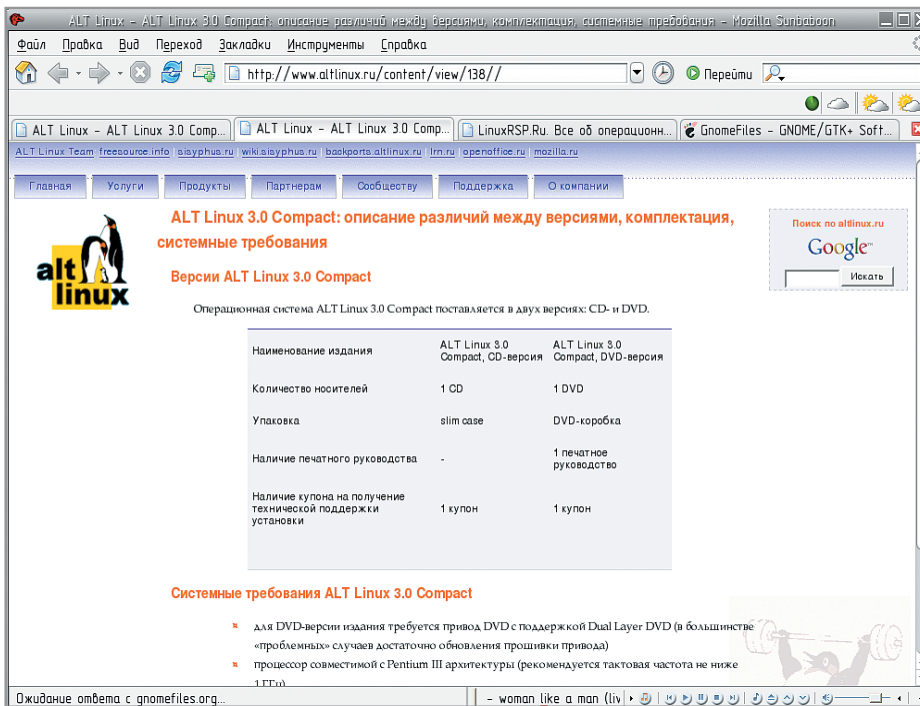 ALT Linux - ALT Linux 3.0 Compact: описание различий между версиями, комплектация, системные требования - Mozilla Sunbaboon
Файл Правка Вид Переход Закладки Инструменты Справка
http://www.altlinux.ru/content/view/138// Перейти
ALT Linux - ALT Linux 3.0 Comp... ALT Linux - ALT Linux 3.0 Comp... LinuxRSP.Ru. Все об операционн... GnomeFiles - GNOME/GTK+ Soft...
ALT Linux Team freesource.info sisyphus.ru wiki.sisyphus.ru backports.altlinux.ru lrn.ru openoffice.ru mozilla.ru
Главная Услуги Продукты Партнерам Сообществу Поддержка О компании
alt linux
ALT Linux 3.0 Compact: описание различий между версиями, комплектация,
системные требования
Поиск по altlinux.ru
Google™
Искать
Версии ALT Linux 3.0 Compact
Операционная система ALT Linux 3.0 Compact поставляется в двух версиях: CD- и DVD.
Наименование издания ALT Linux 3.0 Compact, CD-версия ALT Linux 3.0 Compact, DVD-версия
Количество носителей 1 CD 1 DVD
Упаковка slim case DVD-коробка
Наличие печатного руководства - 1 печатное руководство
Наличие купона на получение
технической поддержки 1 купон 1 купон
установки
Системные требования ALT Linux 3.0 Compact
для DVD-версии издания требуется привод DVD с поддержкой Dual Layer DVD (в большинстве
«проблемных» случаев достаточно обновления прошивки привода)
процессор совместимой с Pentium III архитектуры (рекомендуется тактовая частота не ниже
1 ГГц)
Ожидание ответа с gnomefiles.org... - woman like a man (liv